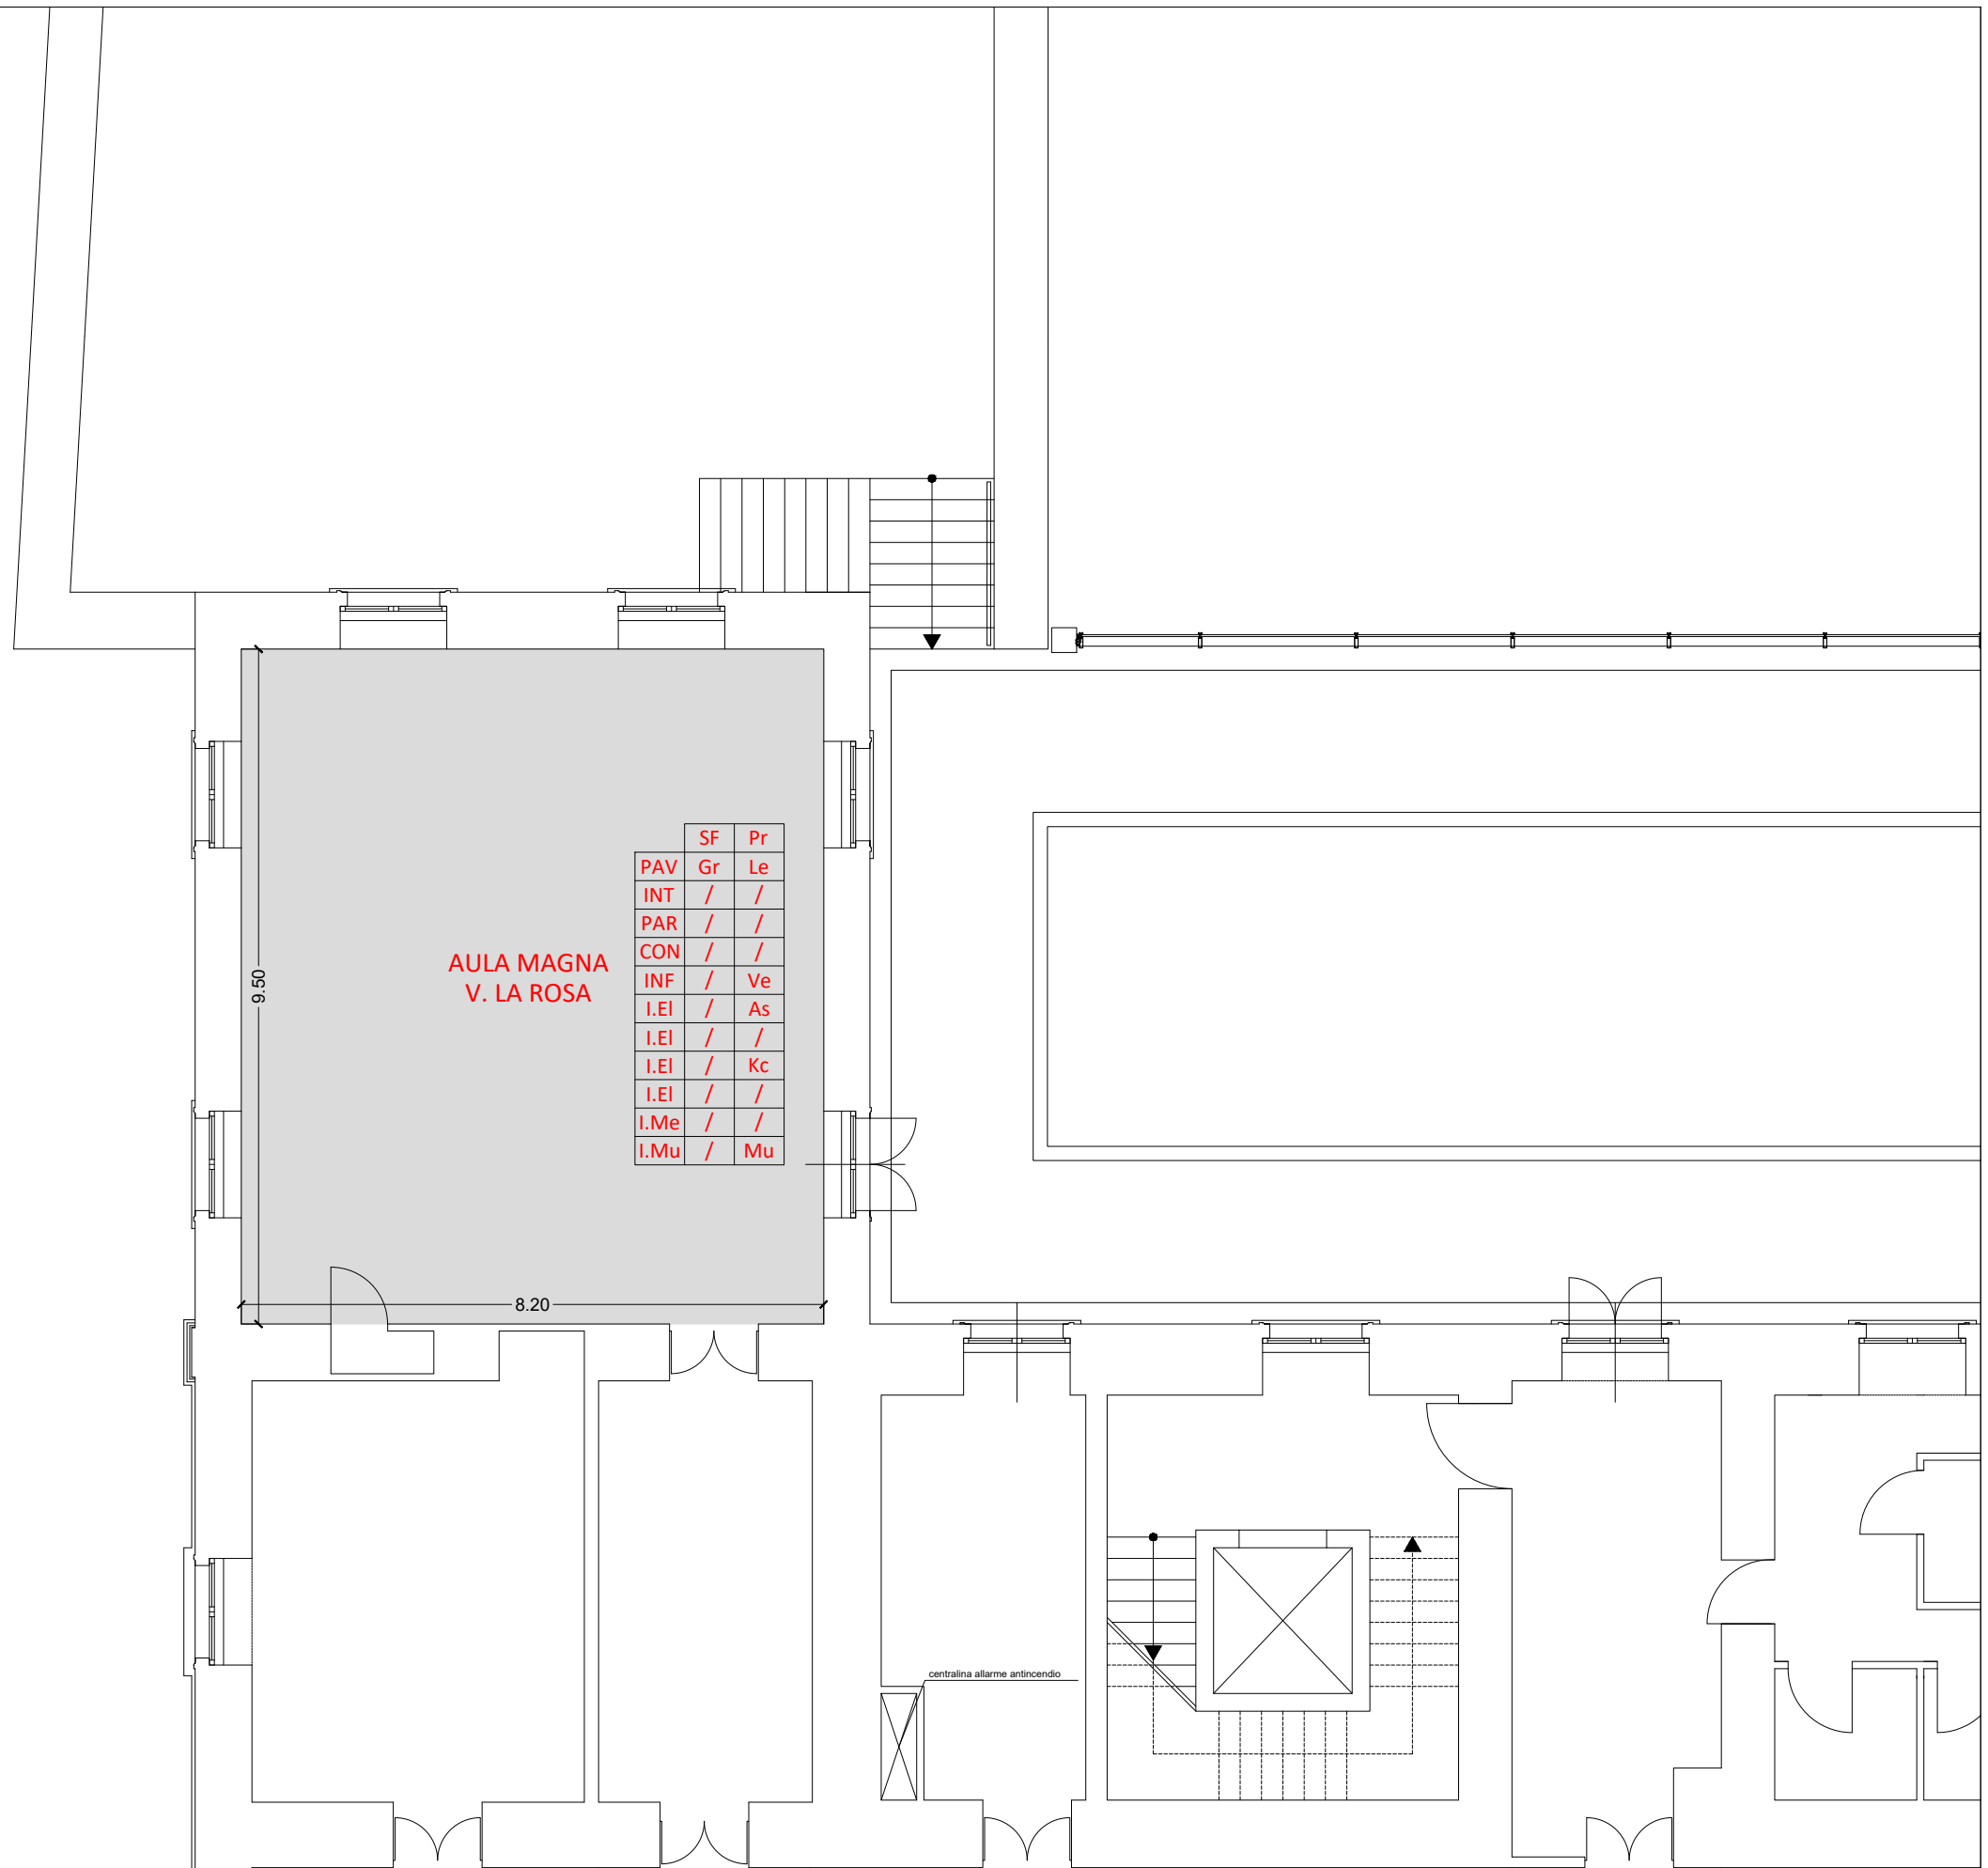 SF Pr
PAV Gr Le
INT / /
PAR / /
CON / /
INF / Ve
I.El / As
I.El / /
I.El / Kc
I.El / /
I.Me / /
I.Mu / Mu
AULA MAGNA
V. LA ROSA
9.50
8.20
centralina allarme antincendio